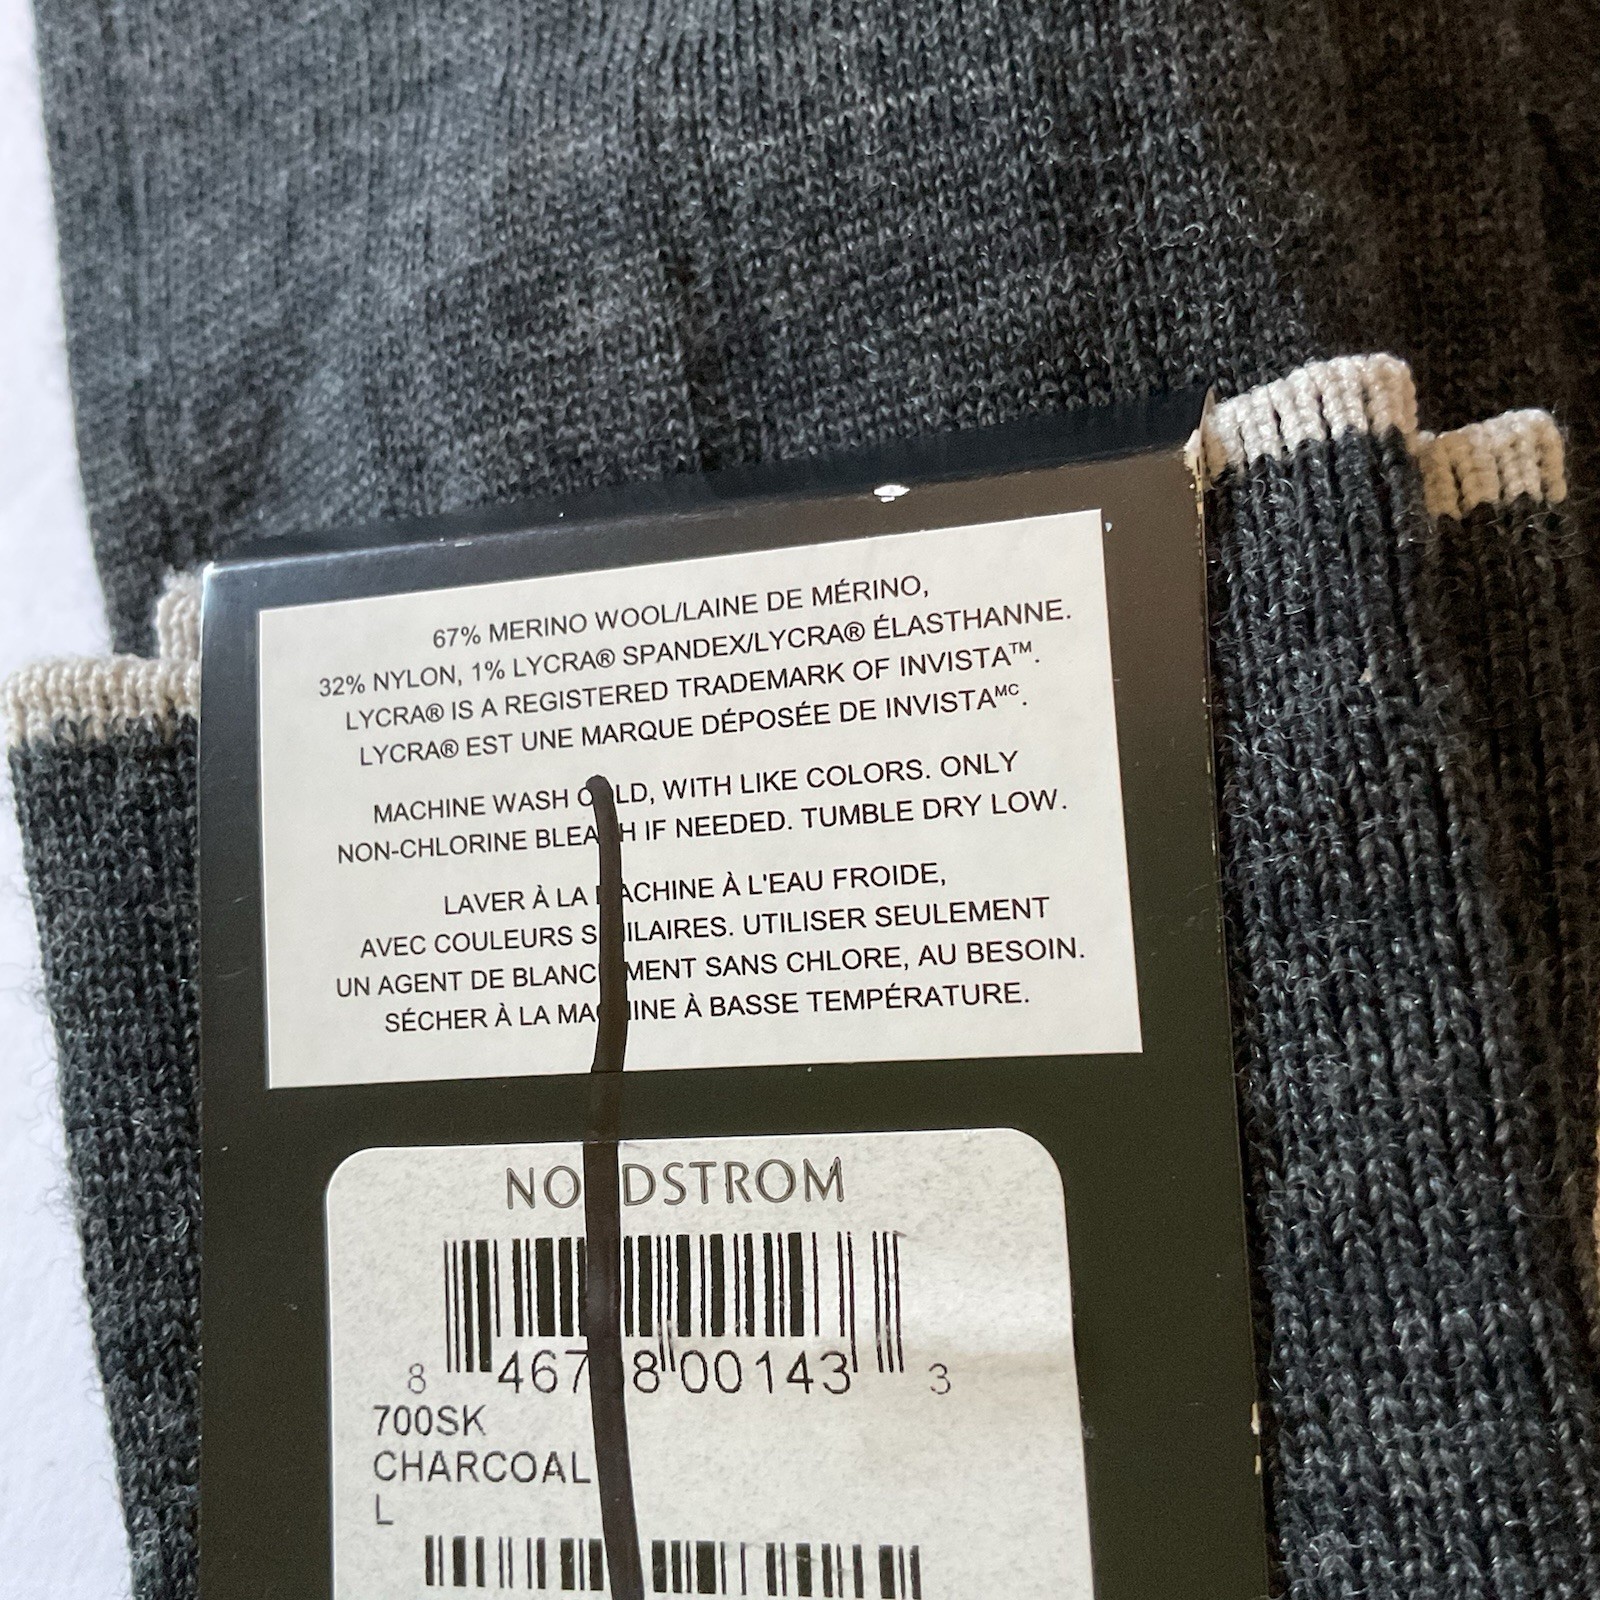 67% MERINO WOOL/LAINE DE MÉRINO,
32% NYLON, 1% LYCRA® SPANDEX/LYCRA® ÉLASTHANNE.
LYCRA® IS A REGISTERED TRADEMARK OF INVISTA™.
LYCRA® EST UNE MARQUE DÉPOSÉE DE INVISTAᴹᶜ.
MACHINE WASH COLD, WITH LIKE COLORS. ONLY
NON-CHLORINE BLEACH IF NEEDED. TUMBLE DRY LOW.
LAVER À LA MACHINE À L'EAU FROIDE,
AVEC COULEURS SIMILAIRES. UTILISER SEULEMENT
UN AGENT DE BLANCHIMENT SANS CHLORE, AU BESOIN.
SÉCHER À LA MACHINE À BASSE TEMPÉRATURE.
NORDSTROM
8 00143 3
700SK
CHARCOAL
L